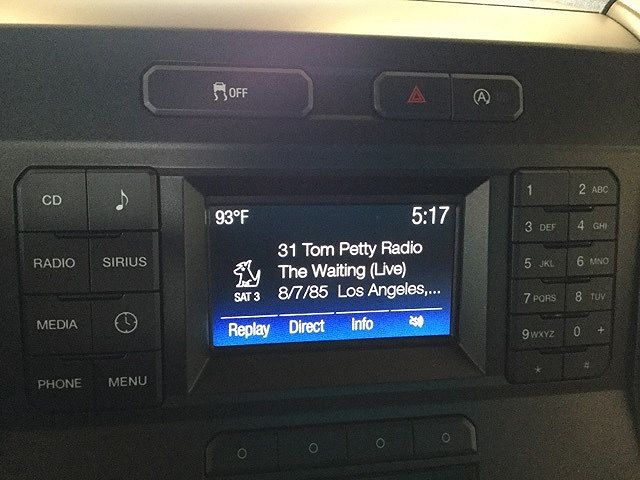 OFF
A
CD
RADIO SIRIUS
MEDIA
PHONE MENU
93°F 5:17
31 Tom Petty Radio
The Waiting (Live)
SAT 3 8/7/85 Los Angeles,...
Replay Direct Info
1 2 ABC
3 DEF 4 GHI
5 JKL 6 MNO
7 PQRS 8 TUV
9 WXYZ 0 +
* #